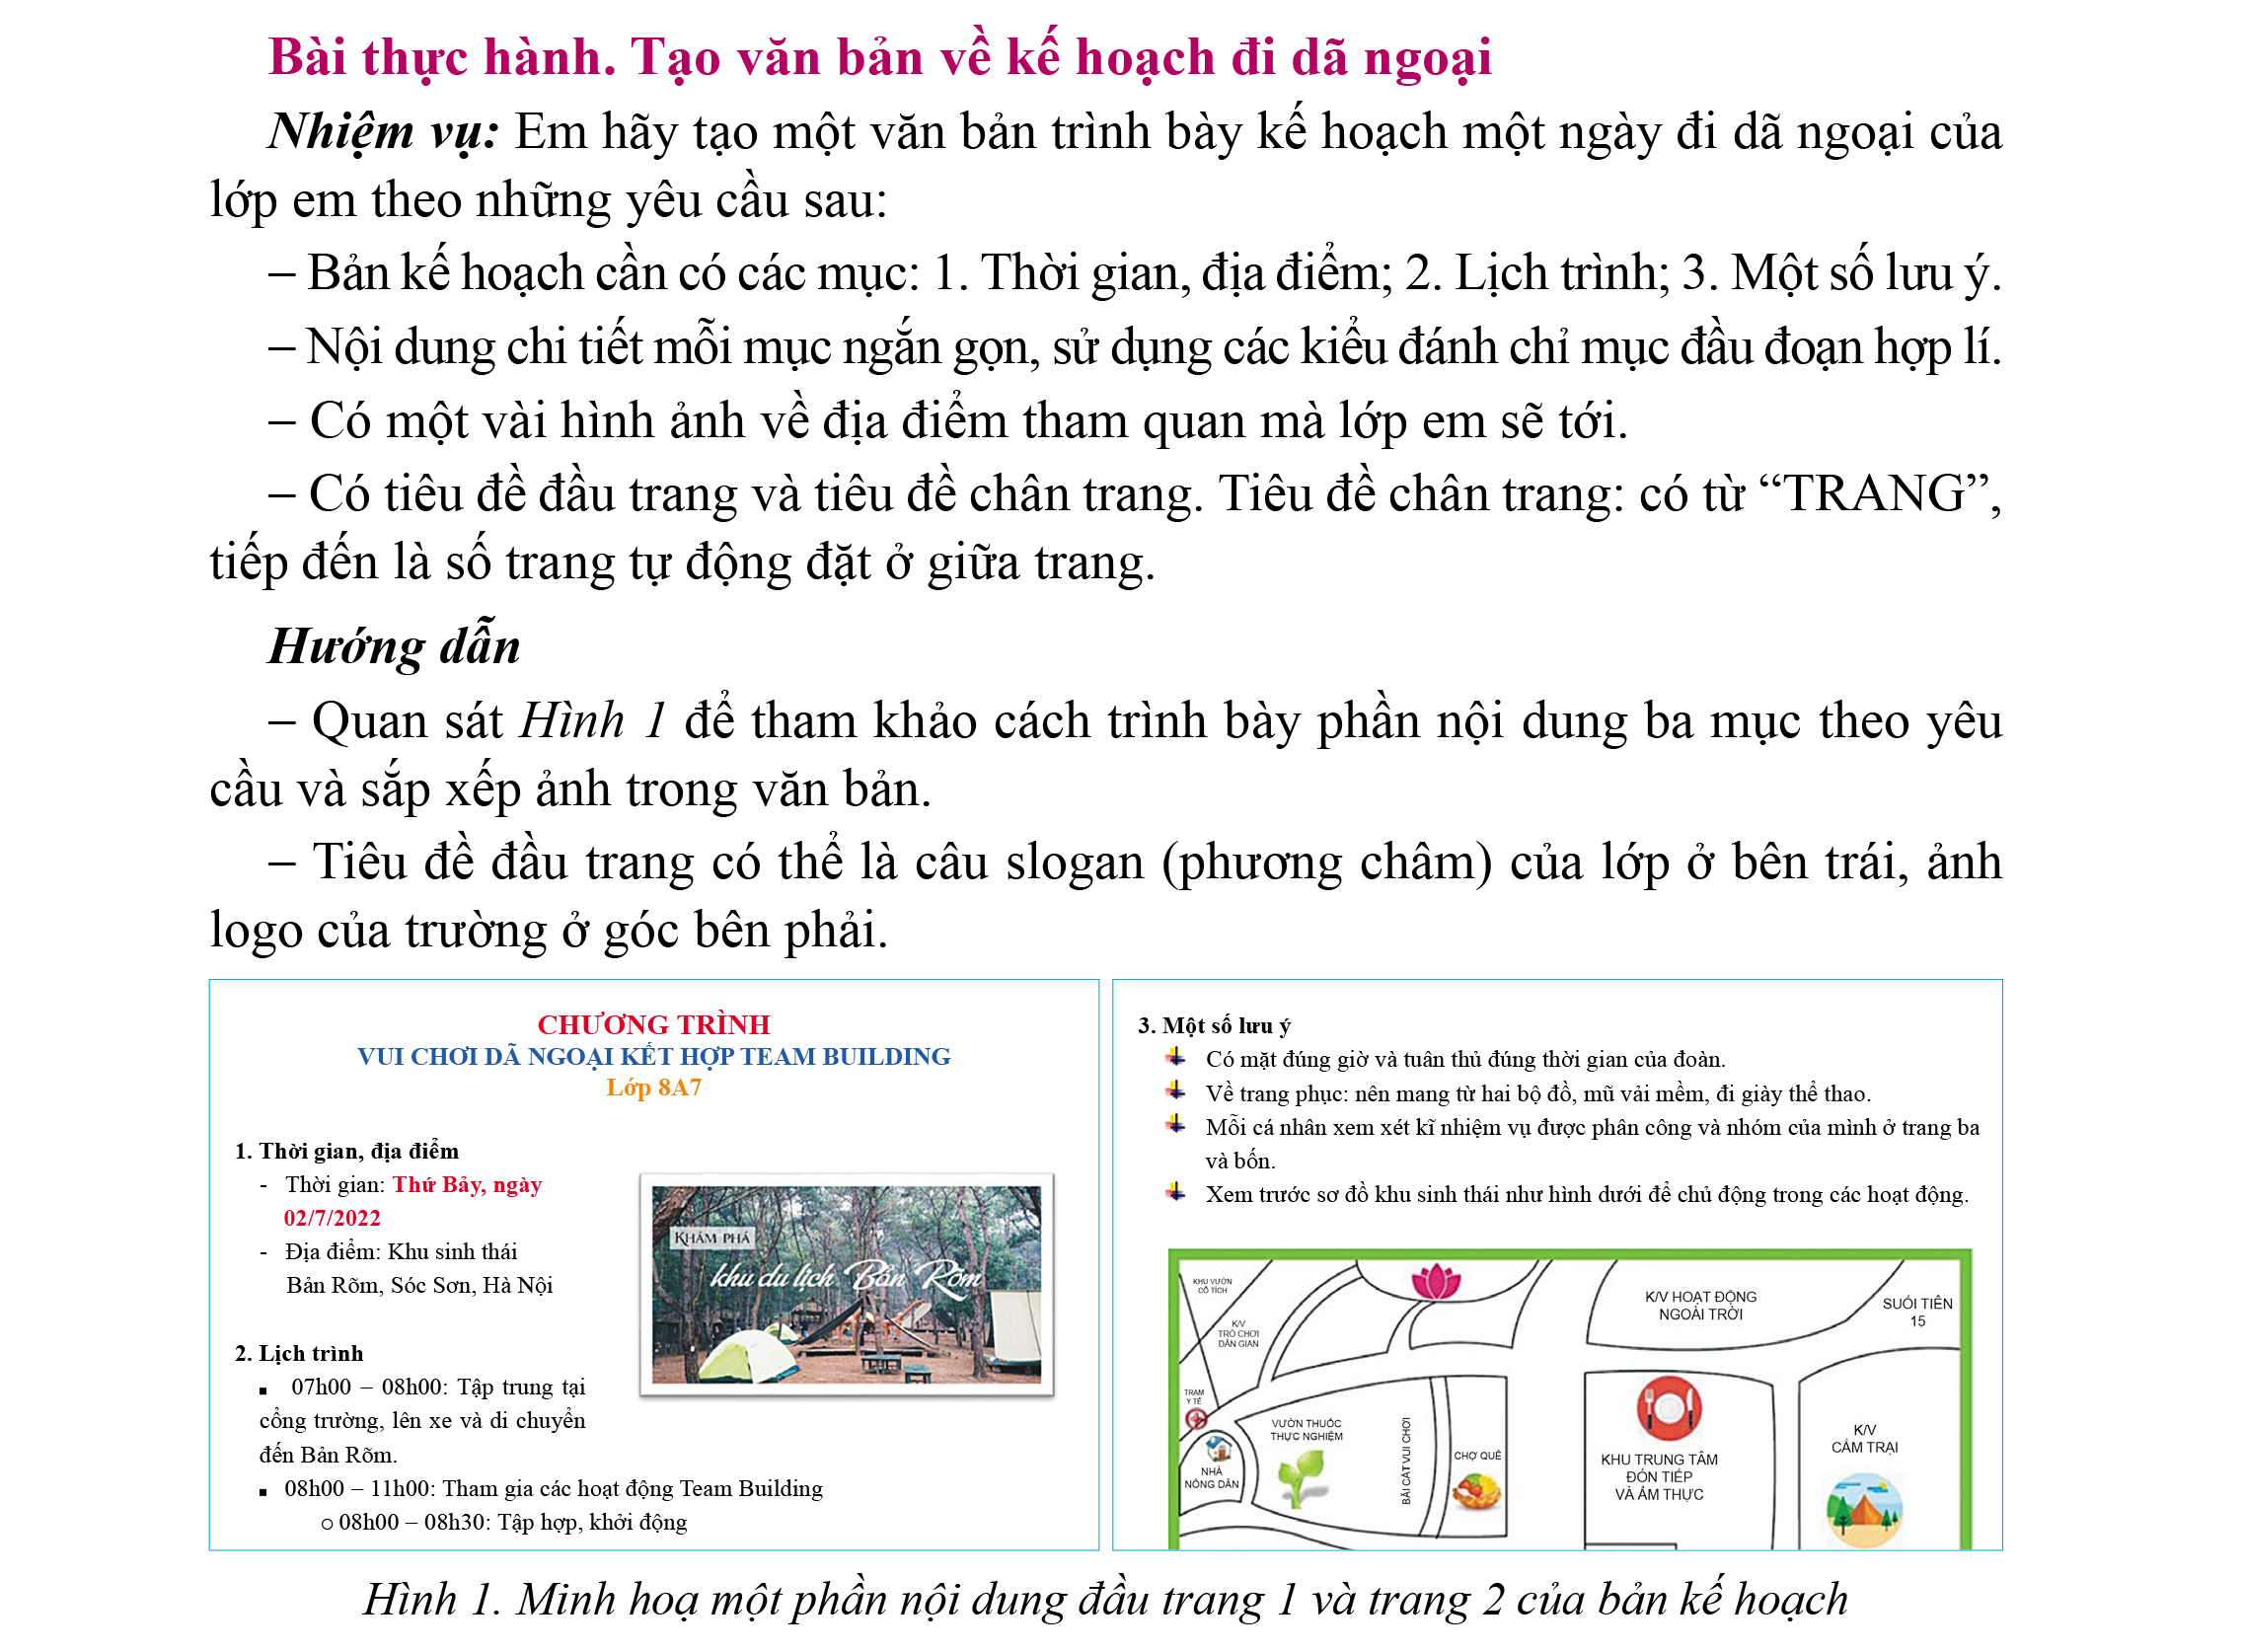 Bài thực hành. Tạo văn bản về kế hoạch đi dã ngoại
Nhiệm vụ: Em hãy tạo một văn bản trình bày kế hoạch một ngày đi dã ngoại của
lớp em theo những yêu cầu sau:
– Bản kế hoạch cần có các mục: 1. Thời gian, địa điểm; 2. Lịch trình; 3. Một số lưu ý.
– Nội dung chi tiết mỗi mục ngắn gọn, sử dụng các kiểu đánh chỉ mục đầu đoạn hợp lí.
– Có một vài hình ảnh về địa điểm tham quan mà lớp em sẽ tới.
– Có tiêu đề đầu trang và tiêu đề chân trang. Tiêu đề chân trang: có từ “TRANG”,
tiếp đến là số trang tự động đặt ở giữa trang.
Hướng dẫn
– Quan sát Hình 1 để tham khảo cách trình bày phần nội dung ba mục theo yêu
cầu và sắp xếp ảnh trong văn bản.
– Tiêu đề đầu trang có thể là câu slogan (phương châm) của lớp ở bên trái, ảnh
logo của trường ở góc bên phải.
CHƯƠNG TRÌNH
VUI CHƠI DÃ NGOẠI KẾT HỢP TEAM BUILDING
Lớp 8A7
1. Thời gian, địa điểm
- Thời gian: Thứ Bảy, ngày
02/7/2022
- Địa điểm: Khu sinh thái
Bản Rõm, Sóc Sơn, Hà Nội
KHÁM PHÁ
khu du lịch Bản Rõm
2. Lịch trình
▪ 07h00 – 08h00: Tập trung tại
cổng trường, lên xe và di chuyển
đến Bản Rõm.
▪ 08h00 – 11h00: Tham gia các hoạt động Team Building
o 08h00 – 08h30: Tập hợp, khởi động
3. Một số lưu ý
Có mặt đúng giờ và tuân thủ đúng thời gian của đoàn.
Về trang phục: nên mang từ hai bộ đồ, mũ vải mềm, đi giày thể thao.
Mỗi cá nhân xem xét kĩ nhiệm vụ được phân công và nhóm của mình ở trang ba
và bốn.
Xem trước sơ đồ khu sinh thái như hình dưới để chủ động trong các hoạt động.
KHU VƯỜN
CỔ TÍCH
K/V
TRÒ CHƠI
DÂN GIAN
K/V HOẠT ĐỘNG
NGOÀI TRỜI
SUỐI TIÊN
15
TRẠM
Y TẾ
NHÀ
NÔNG DÂN
VƯỜN THUỐC
THỰC NGHIỆM
BÃI CÁT VUI CHƠI
CHỢ QUÊ
KHU TRUNG TÂM
ĐÓN TIẾP
VÀ ẨM THỰC
K/V
CẮM TRẠI
Hình 1. Minh hoạ một phần nội dung đầu trang 1 và trang 2 của bản kế hoạch